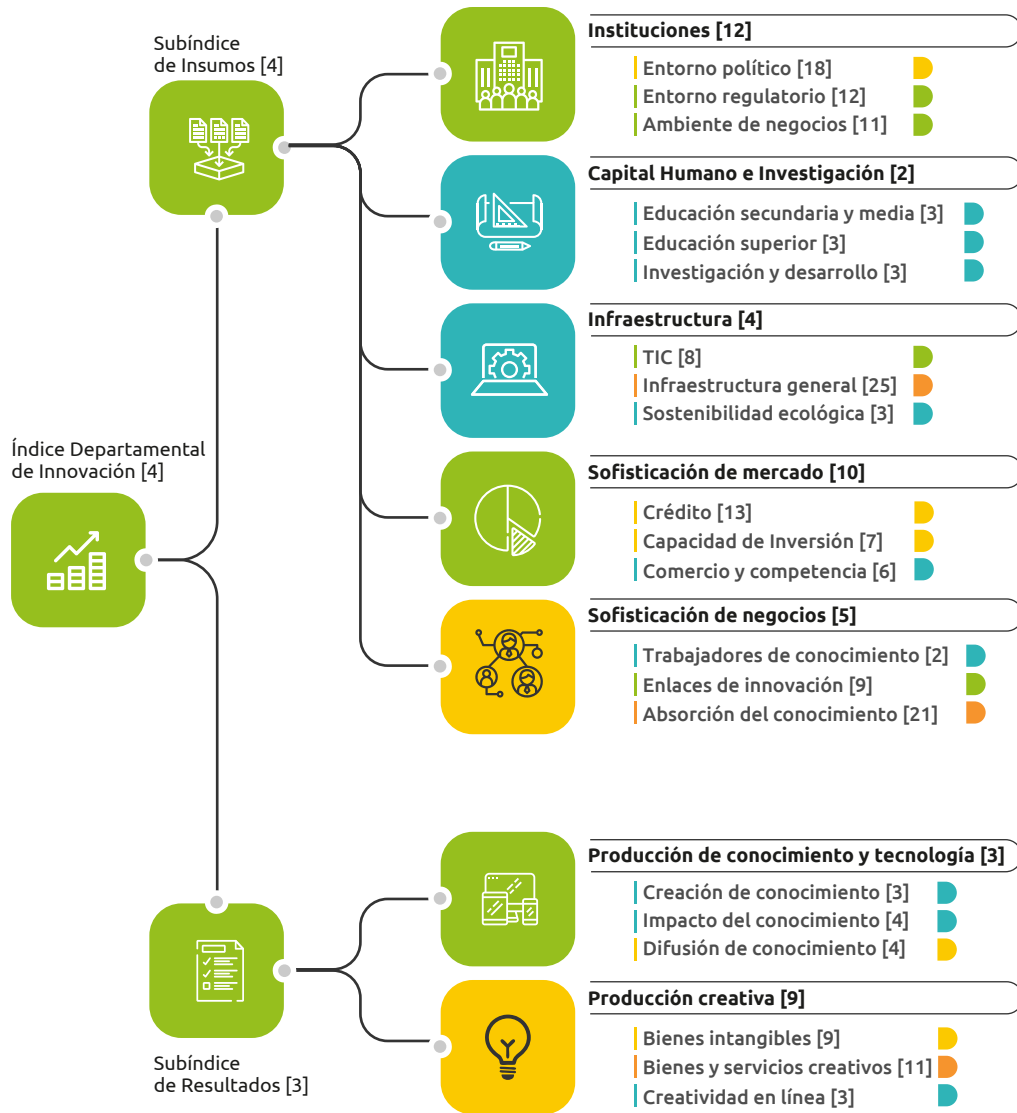 Índice Departamental
de Innovación [4]
Subíndice
de Insumos [4]
Instituciones [12]
Entorno político [18]
Entorno regulatorio [12]
Ambiente de negocios [11]
Capital Humano e Investigación [2]
Educación secundaria y media [3]
Educación superior [3]
Investigación y desarrollo [3]
Infraestructura [4]
TIC [8]
Infraestructura general [25]
Sostenibilidad ecológica [3]
Sofisticación de mercado [10]
Crédito [13]
Capacidad de Inversión [7]
Comercio y competencia [6]
Sofisticación de negocios [5]
Trabajadores de conocimiento [2]
Enlaces de innovación [9]
Absorción del conocimiento [21]
Subíndice
de Resultados [3]
Producción de conocimiento y tecnología [3]
Creación de conocimiento [3]
Impacto del conocimiento [4]
Difusión de conocimiento [4]
Producción creativa [9]
Bienes intangibles [9]
Bienes y servicios creativos [11]
Creatividad en línea [3]